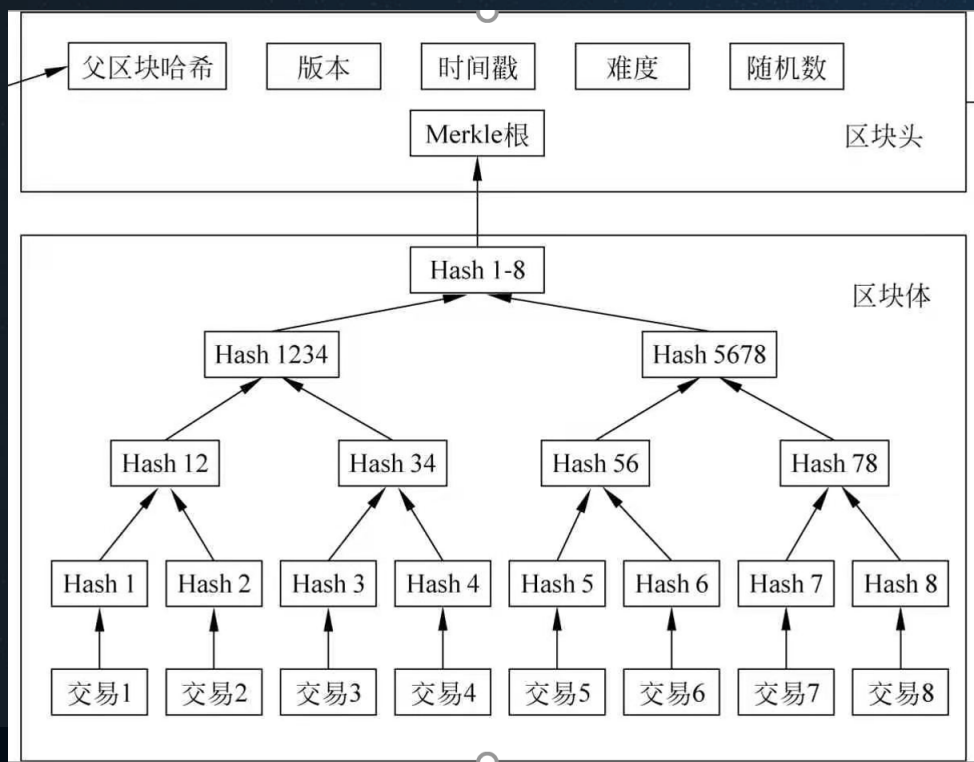 父区块哈希 版本 时间戳 难度 随机数
Merkle根
区块头
Hash 1-8
区块体
Hash 1234 Hash 5678
Hash 12 Hash 34 Hash 56 Hash 78
Hash 1 Hash 2 Hash 3 Hash 4 Hash 5 Hash 6 Hash 7 Hash 8
交易1 交易2 交易3 交易4 交易5 交易6 交易7 交易8